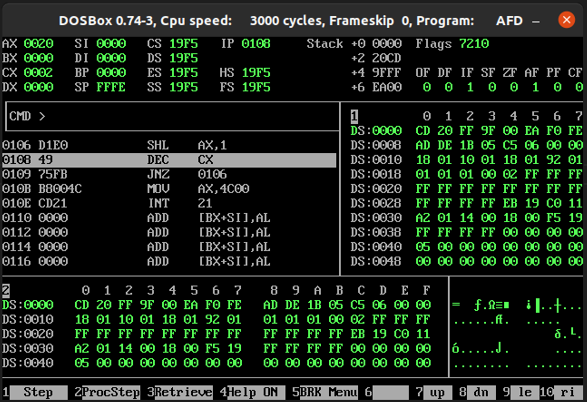 DOSBox 0.74-3, Cpu speed: 3000 cycles, Frameskip 0, Program: AFD
AX 0020 SI 0000 CS 19F5 IP 0108 Stack +0 0000 Flags 7210
BX 0000 DI 0000 DS 19F5 +2 20CD
CX 0002 BP 0000 ES 19F5 HS 19F5 +4 9FFF OF DF IF SF ZF AF PF CF
DX 0000 SP FFFE SS 19F5 FS 19F5 +6 EA00 0 0 1 0 0 1 0 0
CMD >
0106 D1E0 SHL AX,1
0108 49 DEC CX
0109 75FB JNZ 0106
010B B8004C MOV AX,4C00
010E CD21 INT 21
0110 0000 ADD [BX+SI],AL
0112 0000 ADD [BX+SI],AL
0114 0000 ADD [BX+SI],AL
0116 0000 ADD [BX+SI],AL
1 0 1 2 3 4 5 6 7
DS:0000 CD 20 FF 9F 00 EA F0 FE
DS:0008 AD DE 1B 05 C5 06 00 00
DS:0010 18 01 10 01 18 01 92 01
DS:0018 01 01 01 00 02 FF FF FF
DS:0020 FF FF FF FF FF FF FF FF
DS:0028 FF FF FF FF EB 19 C0 11
DS:0030 A2 01 14 00 18 00 F5 19
DS:0038 FF FF FF FF 00 00 00 00
DS:0040 05 00 00 00 00 00 00 00
DS:0048 00 00 00 00 00 00 00 00
2 0 1 2 3 4 5 6 7 8 9 A B C D E F
DS:0000 CD 20 FF 9F 00 EA F0 FE AD DE 1B 05 C5 06 00 00
DS:0010 18 01 10 01 18 01 92 01 01 01 01 00 02 FF FF FF
DS:0020 FF FF FF FF FF FF FF FF FF FF FF FF EB 19 C0 11
DS:0030 A2 01 14 00 18 00 F5 19 FF FF FF FF 00 00 00 00
DS:0040 05 00 00 00 00 00 00 00 00 00 00 00 00 00 00 00
1 Step 2ProcStep 3Retrieve 4Help ON 5BRK Menu 6 7 up 8 dn 9 le 10 ri